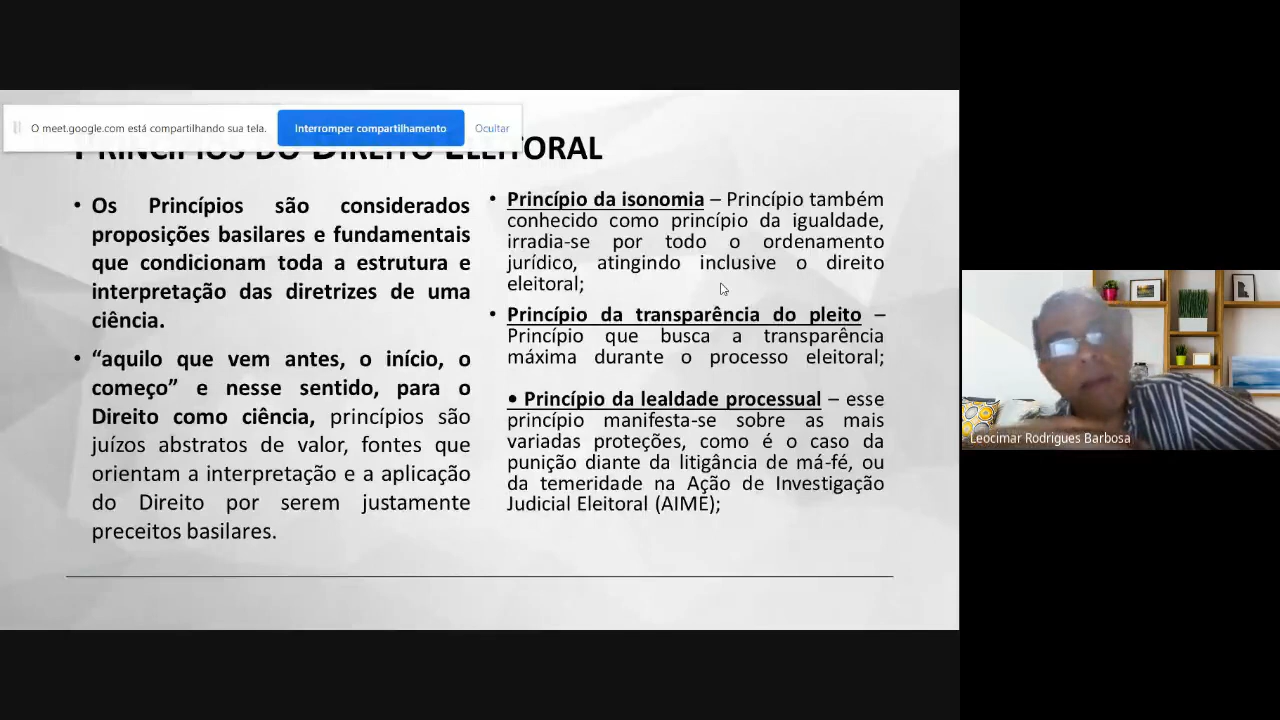 O meet.google.com está compartilhando sua tela.
Interromper compartilhamento
Ocultar
PRINCÍPIOS DO DIREITO ELEITORAL
• Os Princípios são considerados
proposições basilares e fundamentais
que condicionam toda a estrutura e
interpretação das diretrizes de uma
ciência.
• “aquilo que vem antes, o início, o
começo” e nesse sentido, para o
Direito como ciência, princípios são
juízos abstratos de valor, fontes que
orientam a interpretação e a aplicação
do Direito por serem justamente
preceitos basilares.
• Princípio da isonomia – Princípio também
conhecido como princípio da igualdade,
irradia-se por todo o ordenamento
jurídico, atingindo inclusive o direito
eleitoral;
• Princípio da transparência do pleito –
Princípio que busca a transparência
máxima durante o processo eleitoral;
• Princípio da lealdade processual – esse
princípio manifesta-se sobre as mais
variadas proteções, como é o caso da
punição diante da litigância de má-fé, ou
da temeridade na Ação de Investigação
Judicial Eleitoral (AIME);
Leocimar Rodrigues Barbosa